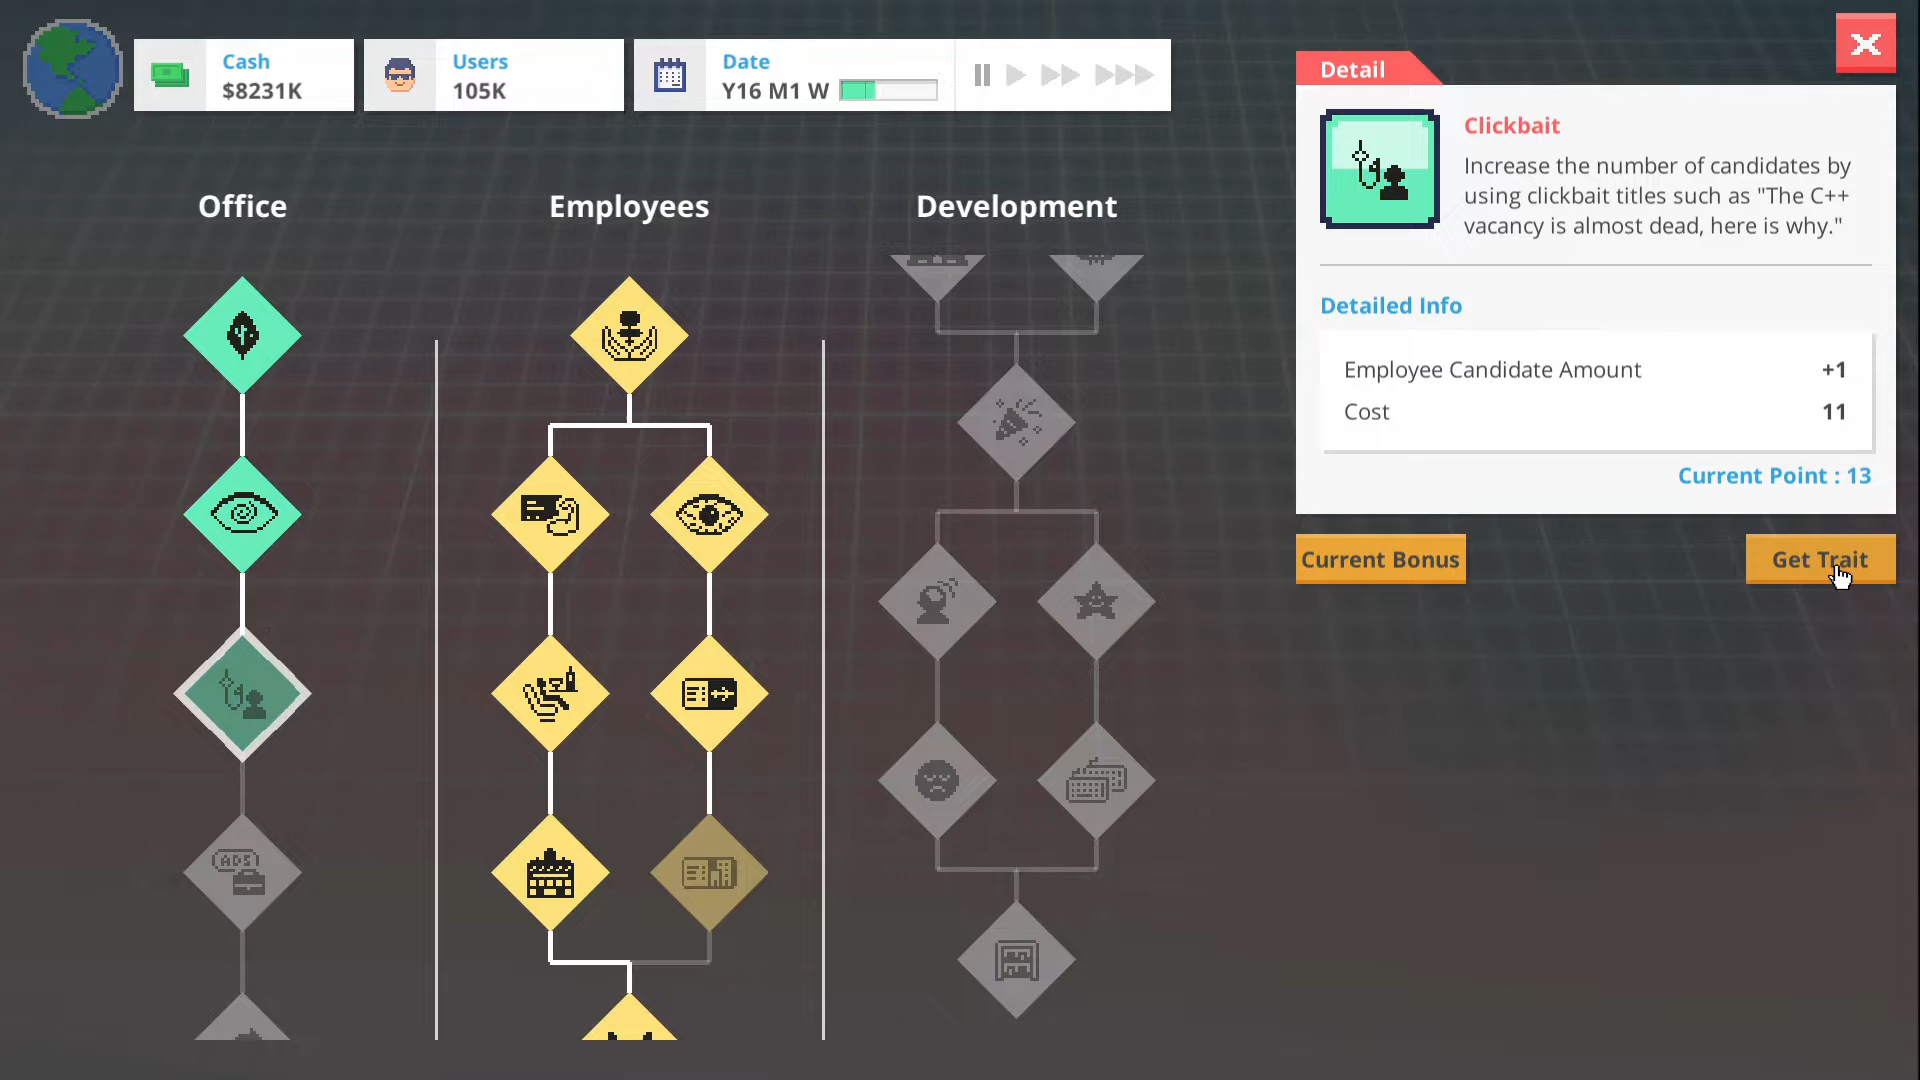 Cash
$8231K
Users
105K
Date
Y16 M1 W
Office
Employees
Development
ADS
Detail
Clickbait
Increase the number of candidates by
using clickbait titles such as "The C++
vacancy is almost dead, here is why."
Detailed Info
Employee Candidate Amount +1
Cost 11
Current Point : 13
Current Bonus
Get Trait